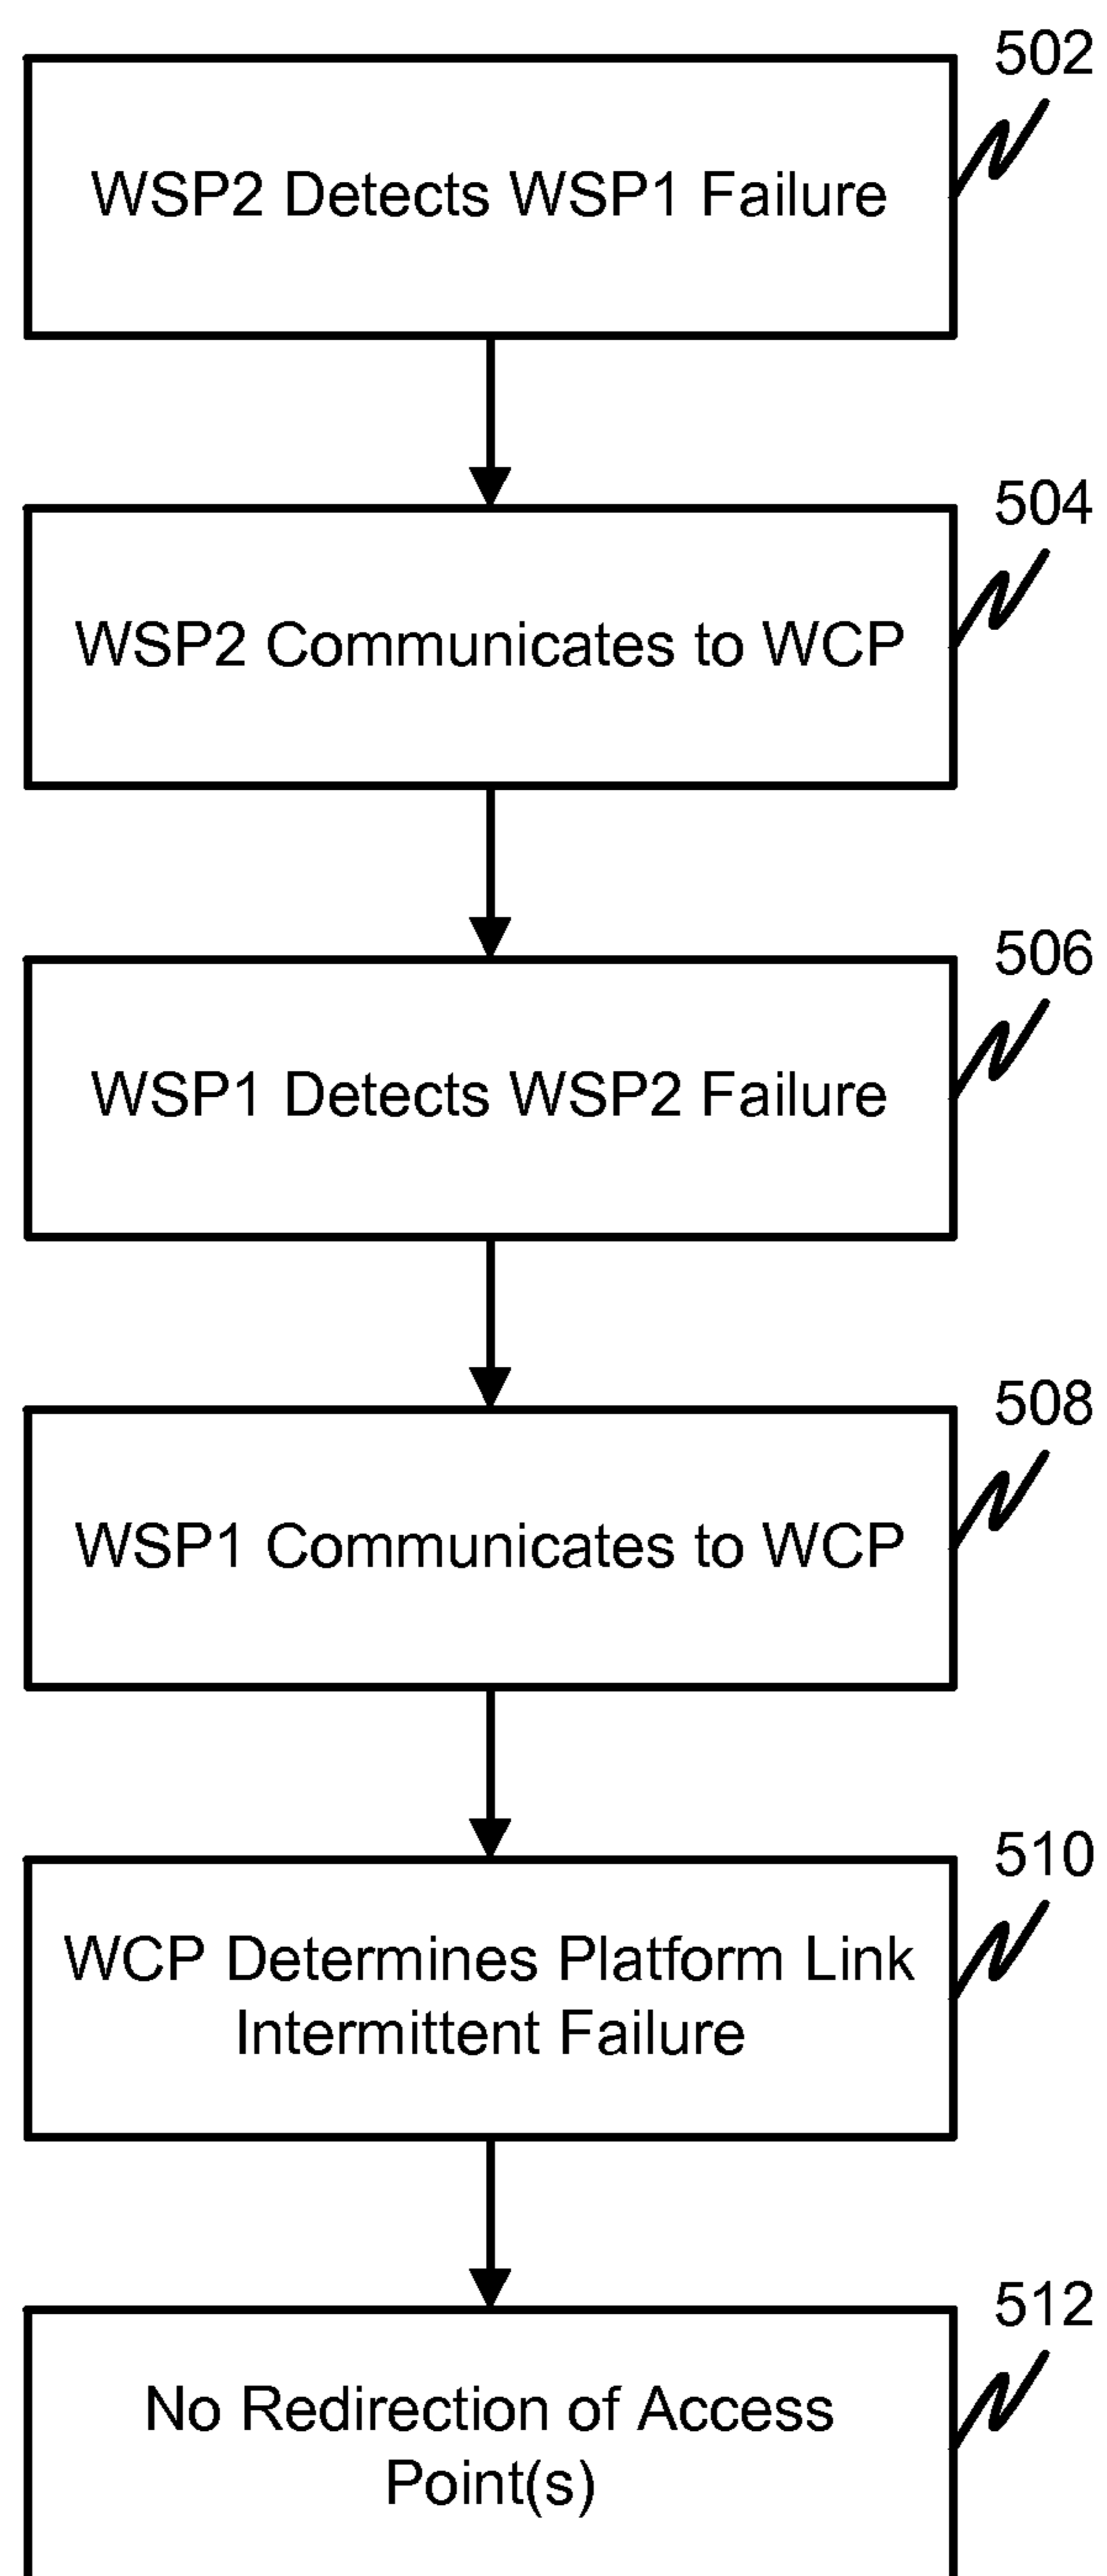 502
WSP2 Detects WSP1 Failure
504
WSP2 Communicates to WCP
506
WSP1 Detects WSP2 Failure
508
WSP1 Communicates to WCP
510
WCP Determines Platform Link
Intermittent Failure
512
No Redirection of Access
Point(s)